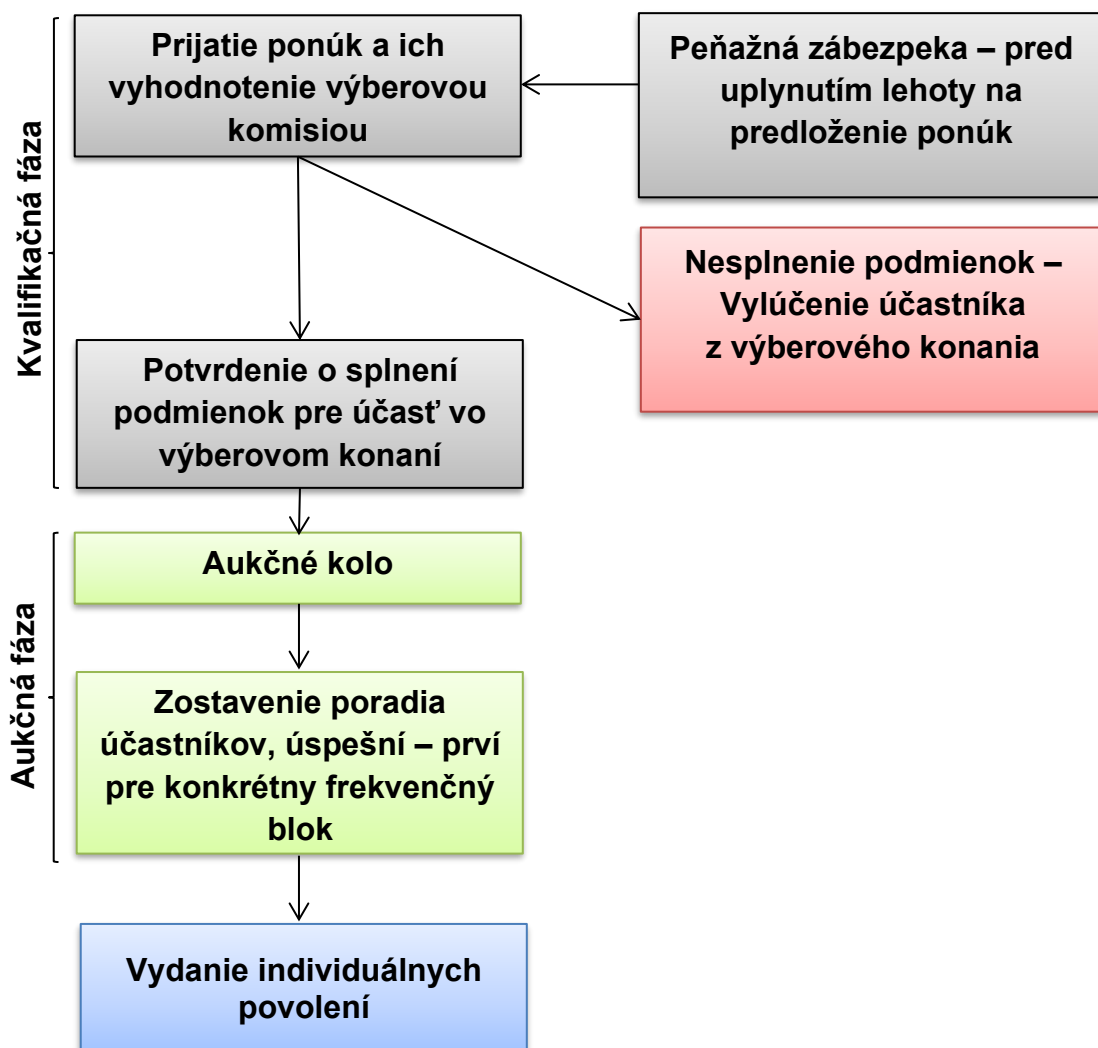 Kvalifikačná fáza
Prijatie ponúk a ich
vyhodnotenie výberovou
komisiou
Peňažná zábezpeka – pred
uplynutím lehoty na
predloženie ponúk
Nesplnenie podmienok –
Vylúčenie účastníka
z výberového konania
Potvrdenie o splnení
podmienok pre účasť vo
výberovom konaní
Aukčná fáza
Aukčné kolo
Zostavenie poradia
účastníkov, úspešní – prví
pre konkrétny frekvenčný
blok
Vydanie individuálnych
povolení